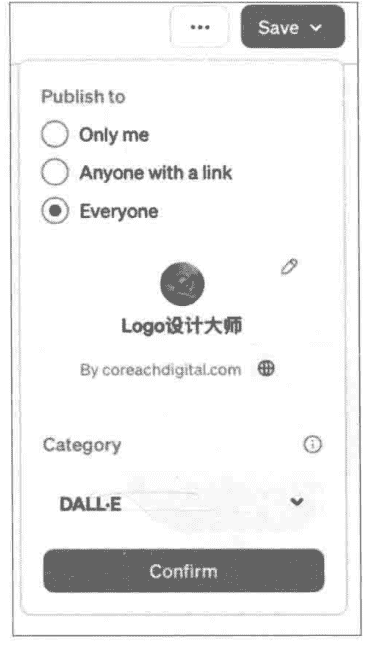 ...
Save
Publish to
Only me
Anyone with a link
Everyone
Logo设计大师
By coreachdigital.com
Category
DALL·E
Confirm